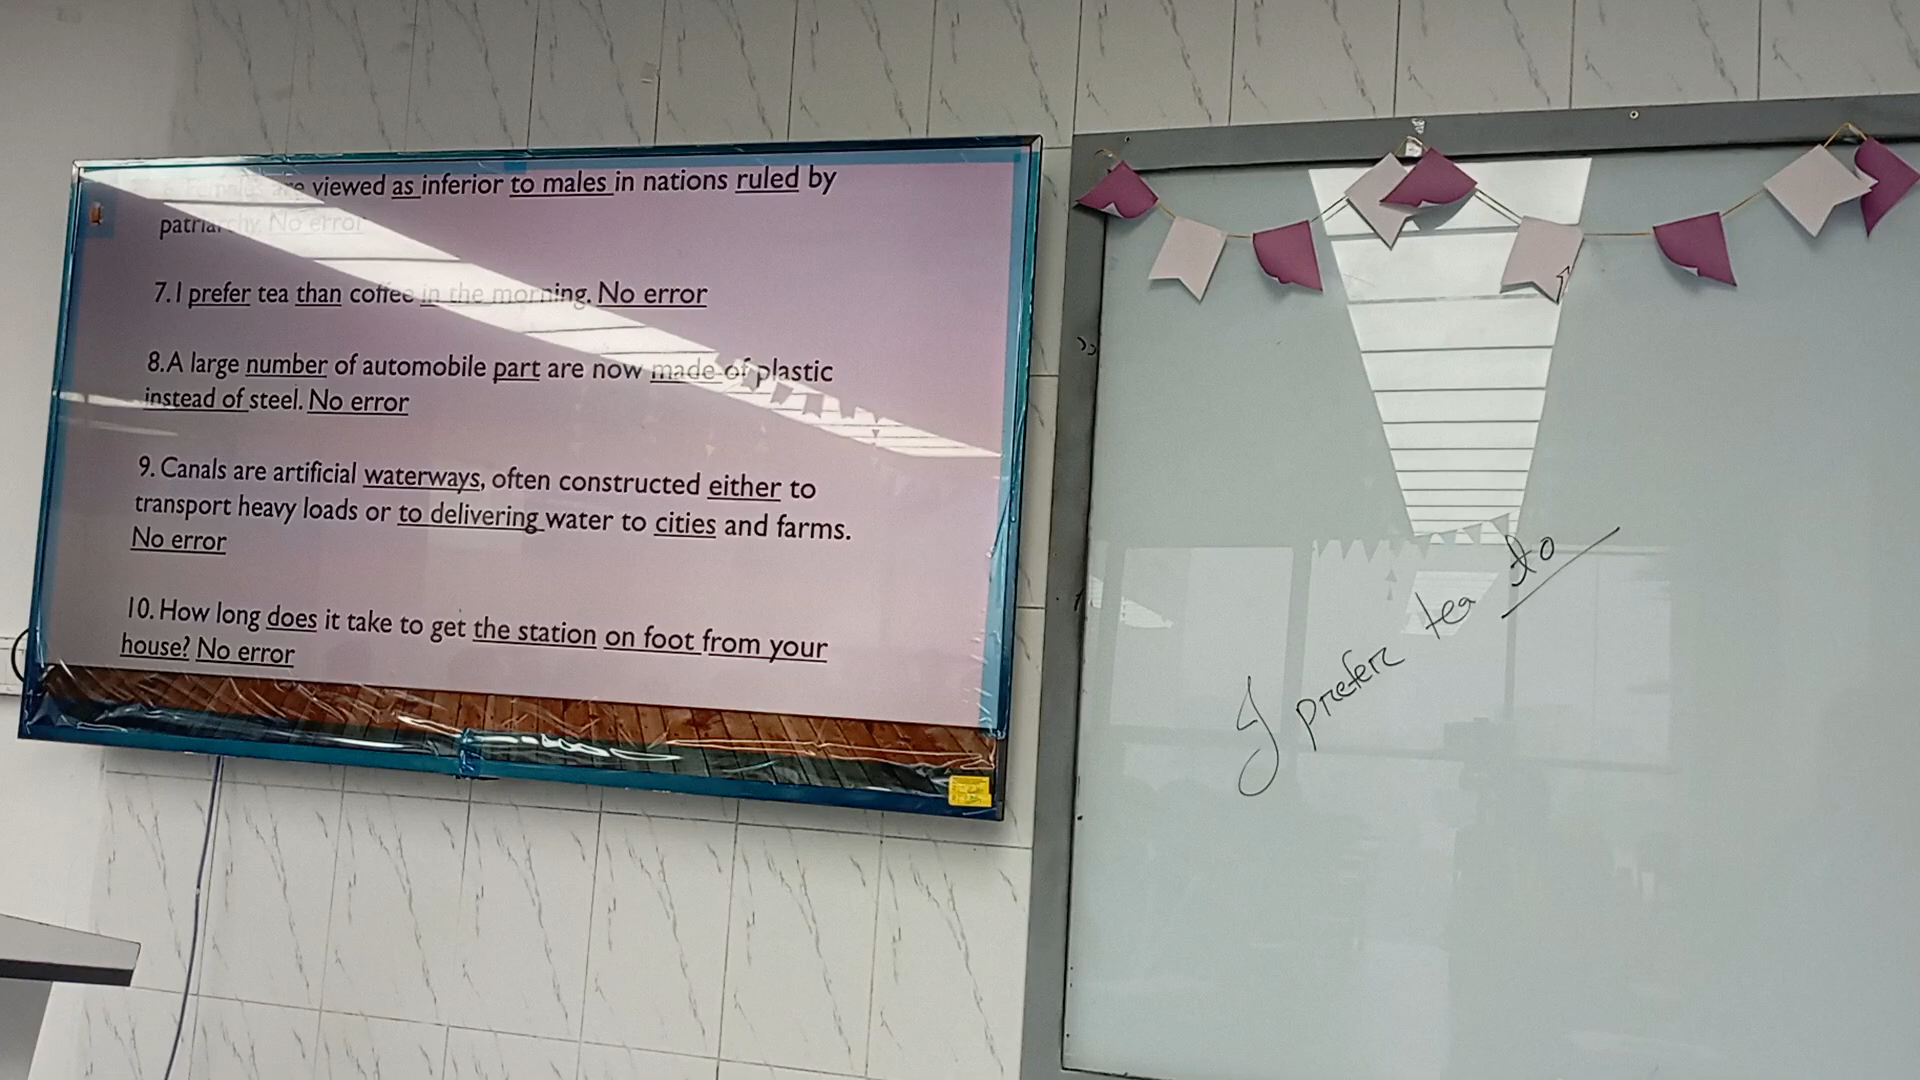 6. Females are viewed as inferior to males in nations ruled by
patriarchy. No error
7. I prefer tea than coffee in the morning. No error
8.A large number of automobile part are now made of plastic
instead of steel. No error
9. Canals are artificial waterways, often constructed either to
transport heavy loads or to delivering water to cities and farms.
No error
10. How long does it take to get the station on foot from your
house? No error
I prefer tea to